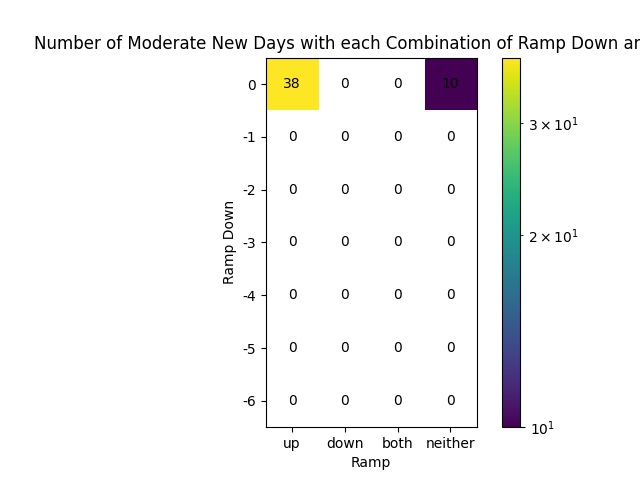 Number of Moderate New Days with each Combination of Ramp Down
0 38 0 0 10
-1 0 0 0 0
-2 0 0 0 0
-3 0 0 0 0
-4 0 0 0 0
-5 0 0 0 0
-6 0 0 0 0
up down both neither
Ramp
Ramp Down
3 × 10¹
2 × 10¹
10¹